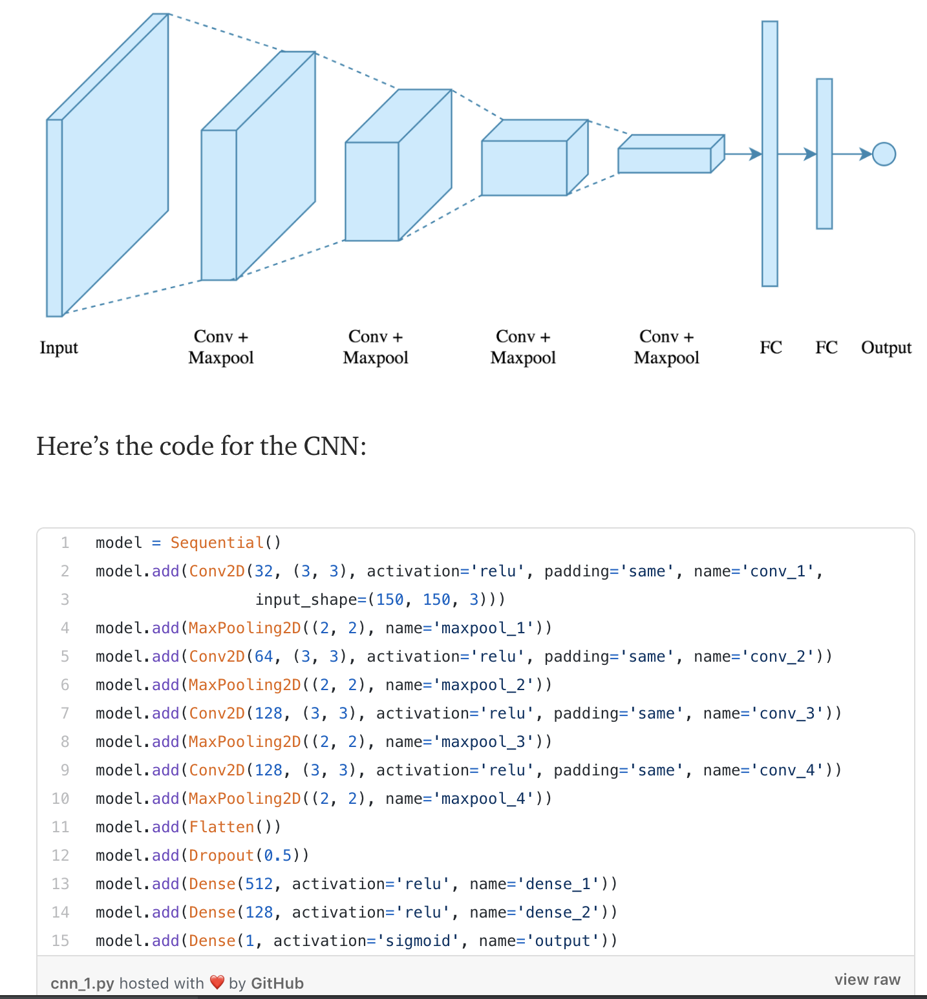 Input
Conv +
Maxpool
Conv +
Maxpool
Conv +
Maxpool
Conv +
Maxpool
FC
FC
Output
Here’s the code for the CNN:
1 model = Sequential()
2 model.add(Conv2D(32, (3, 3), activation='relu', padding='same', name='conv_1',
3                  input_shape=(150, 150, 3)))
4 model.add(MaxPooling2D((2, 2), name='maxpool_1'))
5 model.add(Conv2D(64, (3, 3), activation='relu', padding='same', name='conv_2'))
6 model.add(MaxPooling2D((2, 2), name='maxpool_2'))
7 model.add(Conv2D(128, (3, 3), activation='relu', padding='same', name='conv_3'))
8 model.add(MaxPooling2D((2, 2), name='maxpool_3'))
9 model.add(Conv2D(128, (3, 3), activation='relu', padding='same', name='conv_4'))
10 model.add(MaxPooling2D((2, 2), name='maxpool_4'))
11 model.add(Flatten())
12 model.add(Dropout(0.5))
13 model.add(Dense(512, activation='relu', name='dense_1'))
14 model.add(Dense(128, activation='relu', name='dense_2'))
15 model.add(Dense(1, activation='sigmoid', name='output'))
cnn_1.py hosted with ❤️ by GitHub
view raw